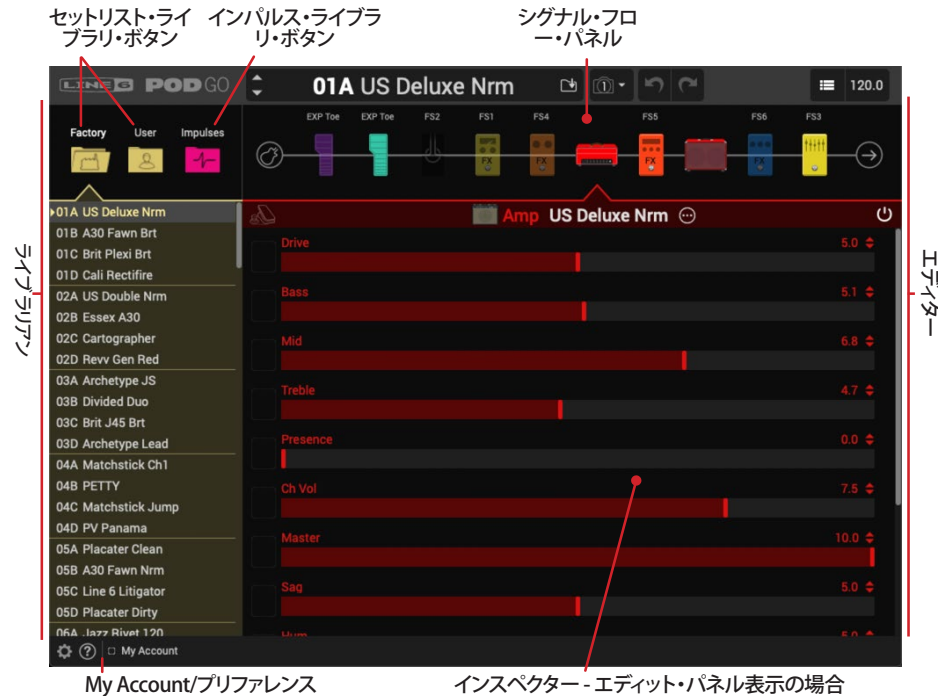 セットリスト・ライ
ブラリ・ボタン
インパルス・ライブラ
リ・ボタン
シグナル・フロ
ー・パネル
LINE 6 POD GO
01A US Deluxe Nrm
120.0
Factory
User
Impulses
EXP Toe
EXP Toe
FS2
FS1
FS4
FS5
FS6
FS3
FX
FX
FX
FX
01A US Deluxe Nrm
01B A30 Fawn Brt
01C Brit Plexi Brt
01D Cali Rectifire
02A US Double Nrm
02B Essex A30
02C Cartographer
02D Revv Gen Red
03A Archetype JS
03B Divided Duo
03C Brit J45 Brt
03D Archetype Lead
04A Matchstick Ch1
04B PETTY
04C Matchstick Jump
04D PV Panama
05A Placater Clean
05B A30 Fawn Nrm
05C Line 6 Litigator
05D Placater Dirty
06A Jazz Rivet 120
Amp US Deluxe Nrm
Drive 5.0
Bass 5.1
Mid 6.8
Treble 4.7
Presence 0.0
Ch Vol 7.5
Master 10.0
Sag 5.0
Hum 5.0
ライブラリアン
エディター
? My Account
My Account/プリファレンス
インスペクター - エディット・パネル表示の場合